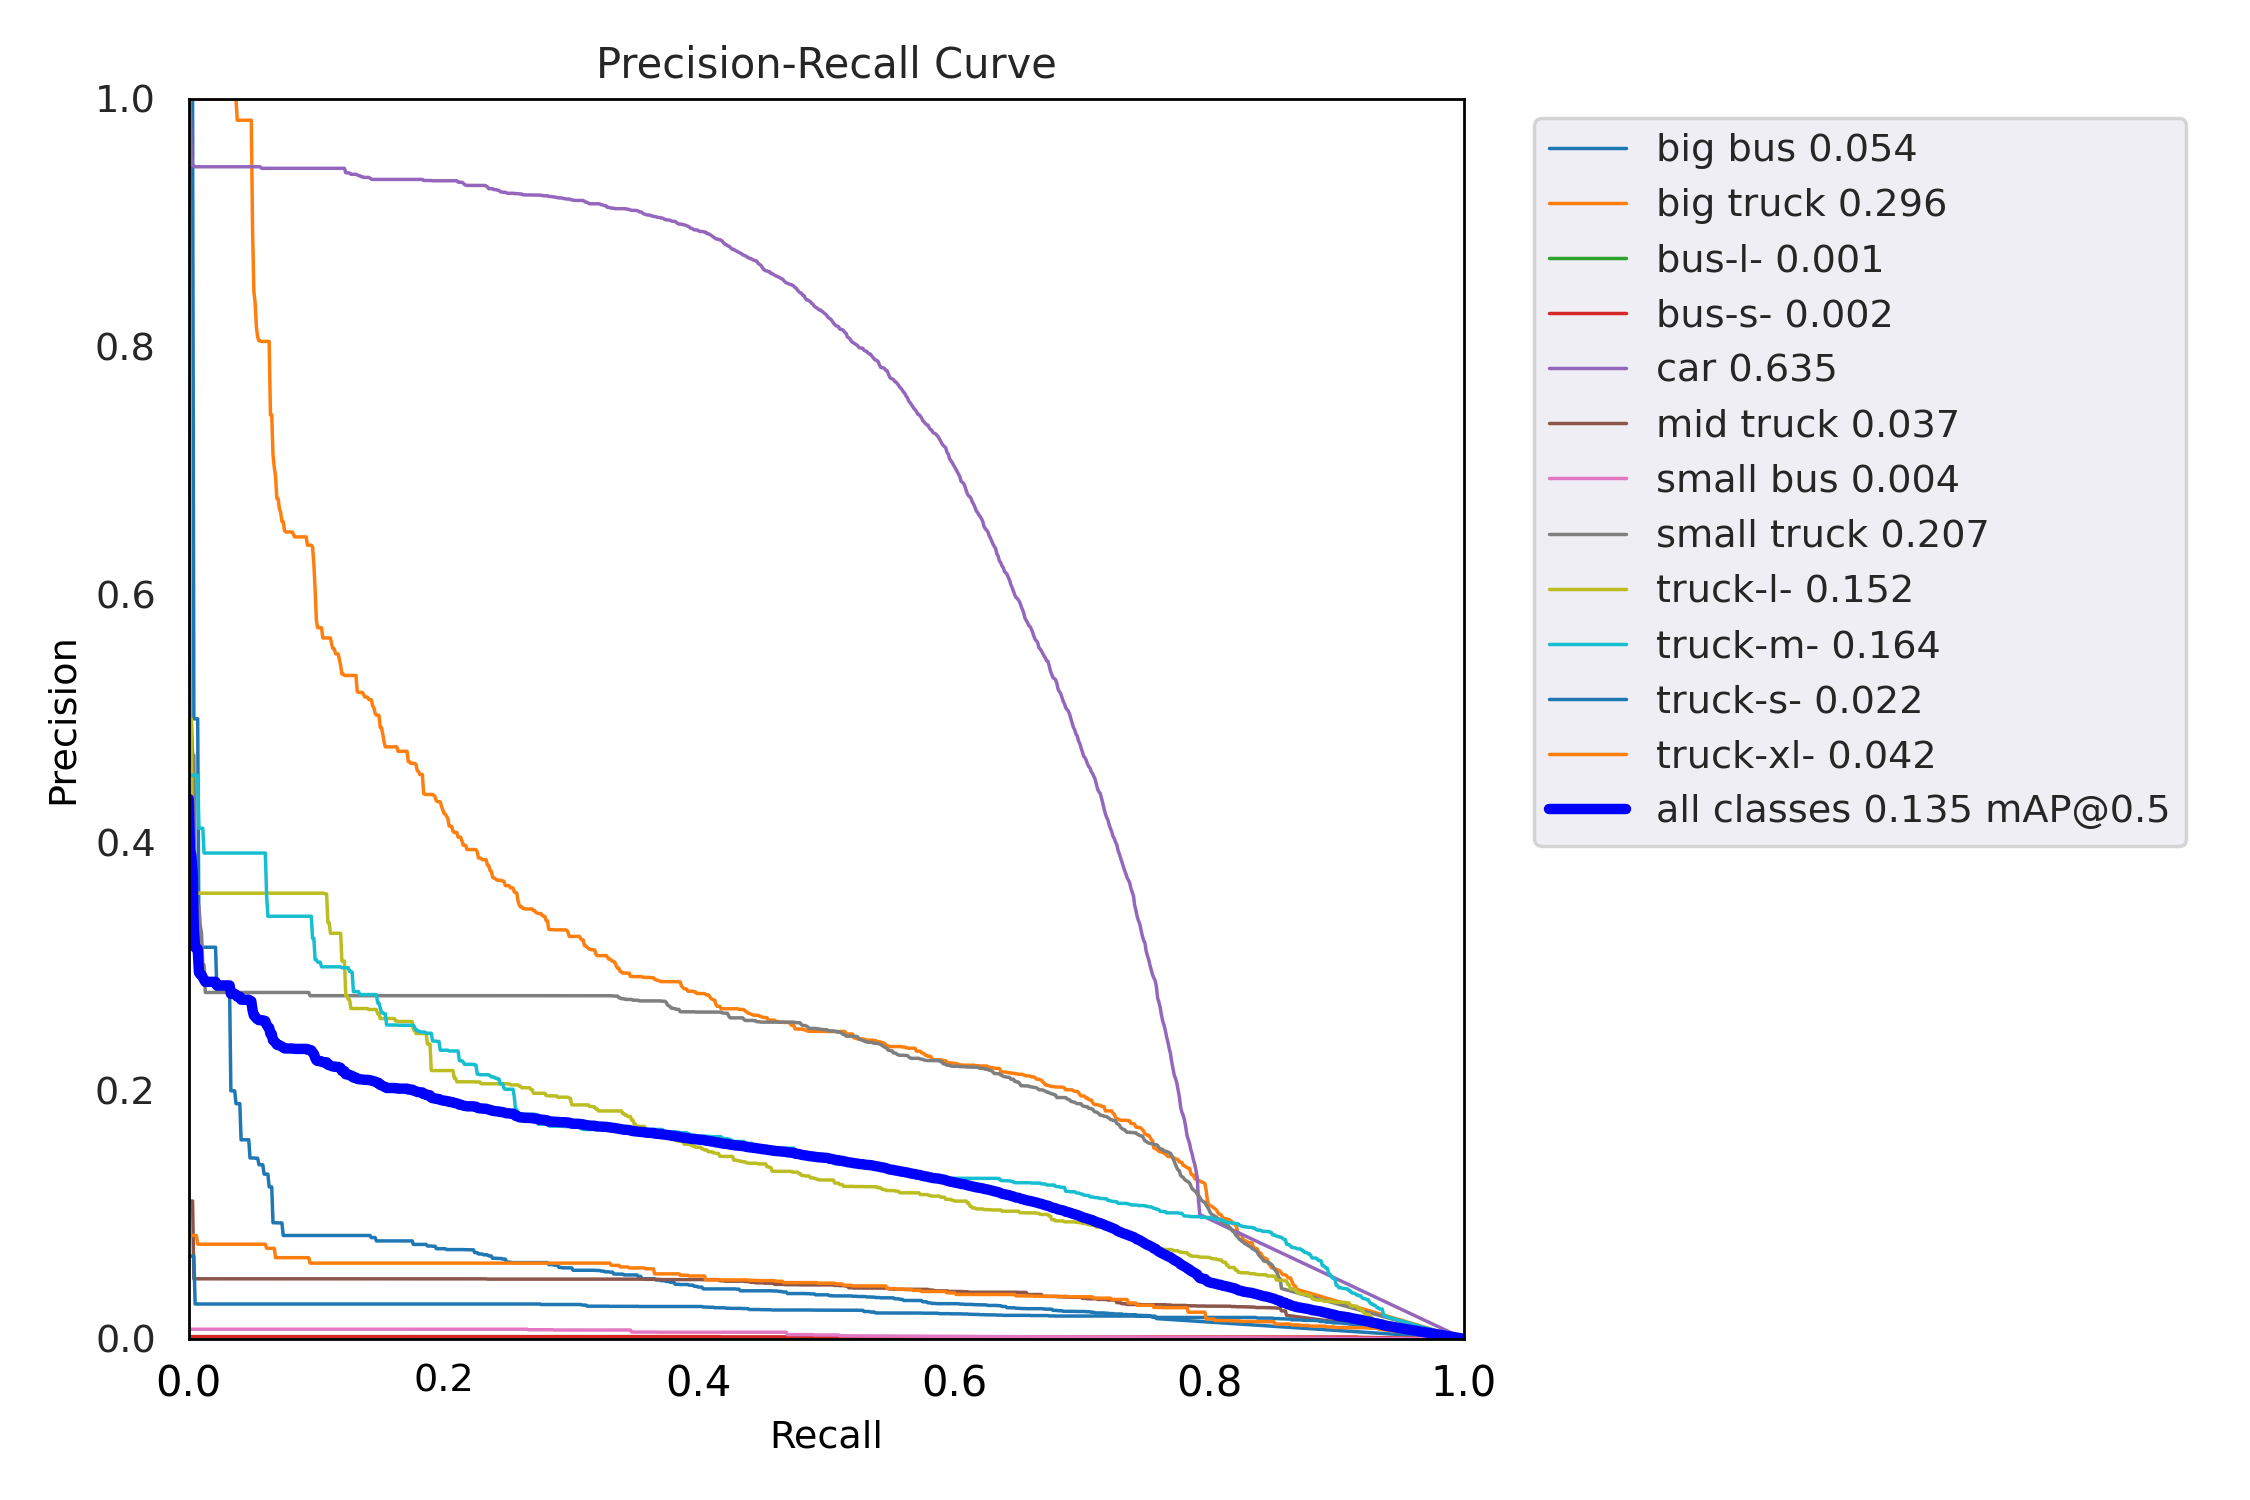 Precision-Recall Curve
1.0
0.8
0.6
0.4
0.2
0.0
Precision
0.0 0.2 0.4 0.6 0.8 1.0
Recall
big bus 0.054
big truck 0.296
bus-l- 0.001
bus-s- 0.002
car 0.635
mid truck 0.037
small bus 0.004
small truck 0.207
truck-l- 0.152
truck-m- 0.164
truck-s- 0.022
truck-xl- 0.042
all classes 0.135 mAP@0.5